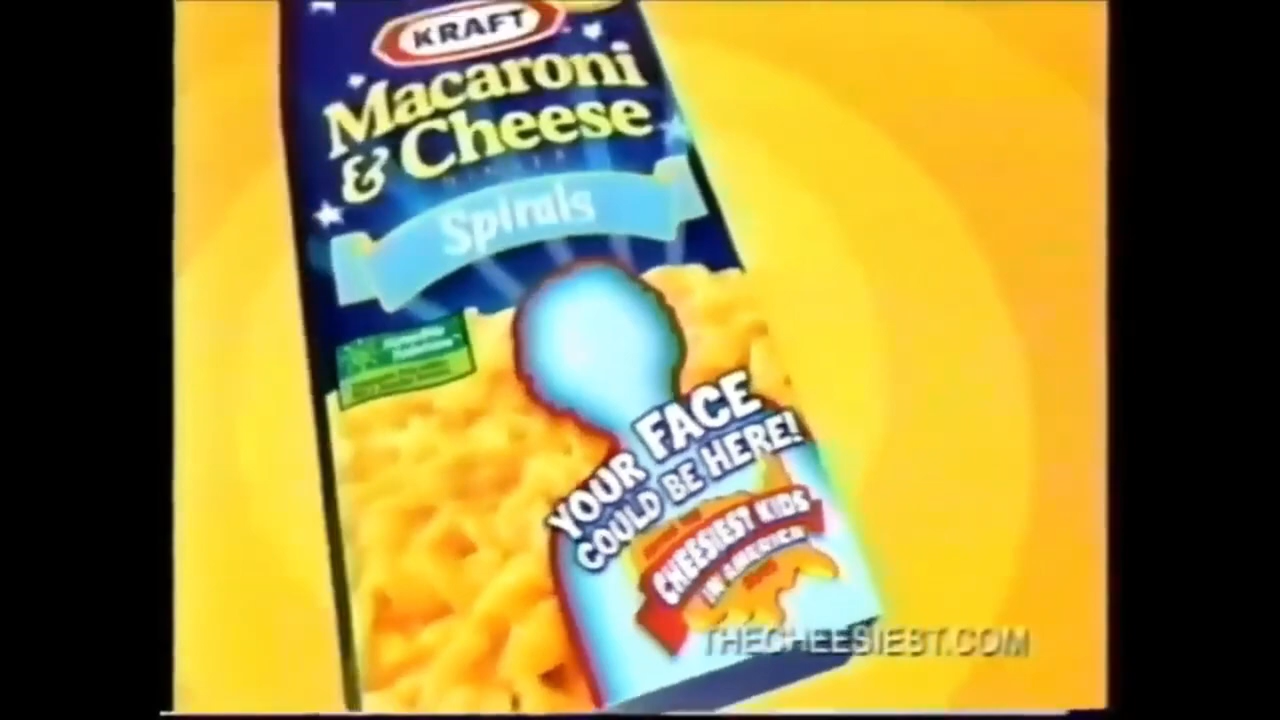 KRAFT
Macaroni
& Cheese
Spirals
YOUR FACE
COULD BE HERE!
CHEESIEST KIDS
IN AMERICA
THECHEESIEST.COM